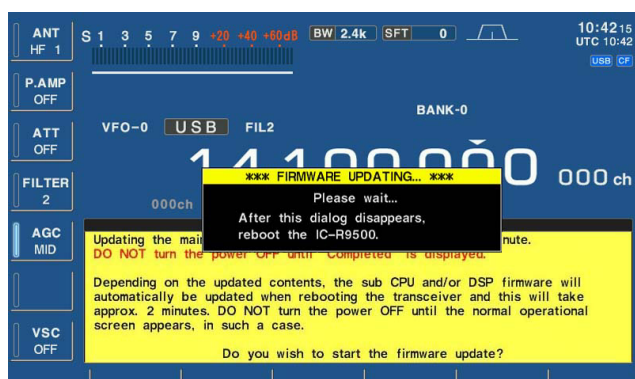 ANT
HF 1
S 1 3 5 7 9 +20 +40 +60dB
BW 2.4k SFT 0
10:42 15
UTC 10:42
USB CF
P.AMP
OFF
BANK-0
ATT
OFF
VFO-0 USB FIL2
14.100.000
000 ch
FILTER
2
000ch
*** FIRMWARE UPDATING... ***
Please wait...
After this dialog disappears,
reboot the IC-R9500.
AGC
MID
Updating the nute.
DO NOT turn the power OFF until "Completed" is displayed.
Depending on the updated contents, the sub CPU and/or DSP firmware will
automatically be updated when rebooting the transceiver and this will take
approx. 2 minutes. DO NOT turn the power OFF until the normal operational
screen appears, in such a case.
VSC
OFF
Do you wish to start the firmware update?